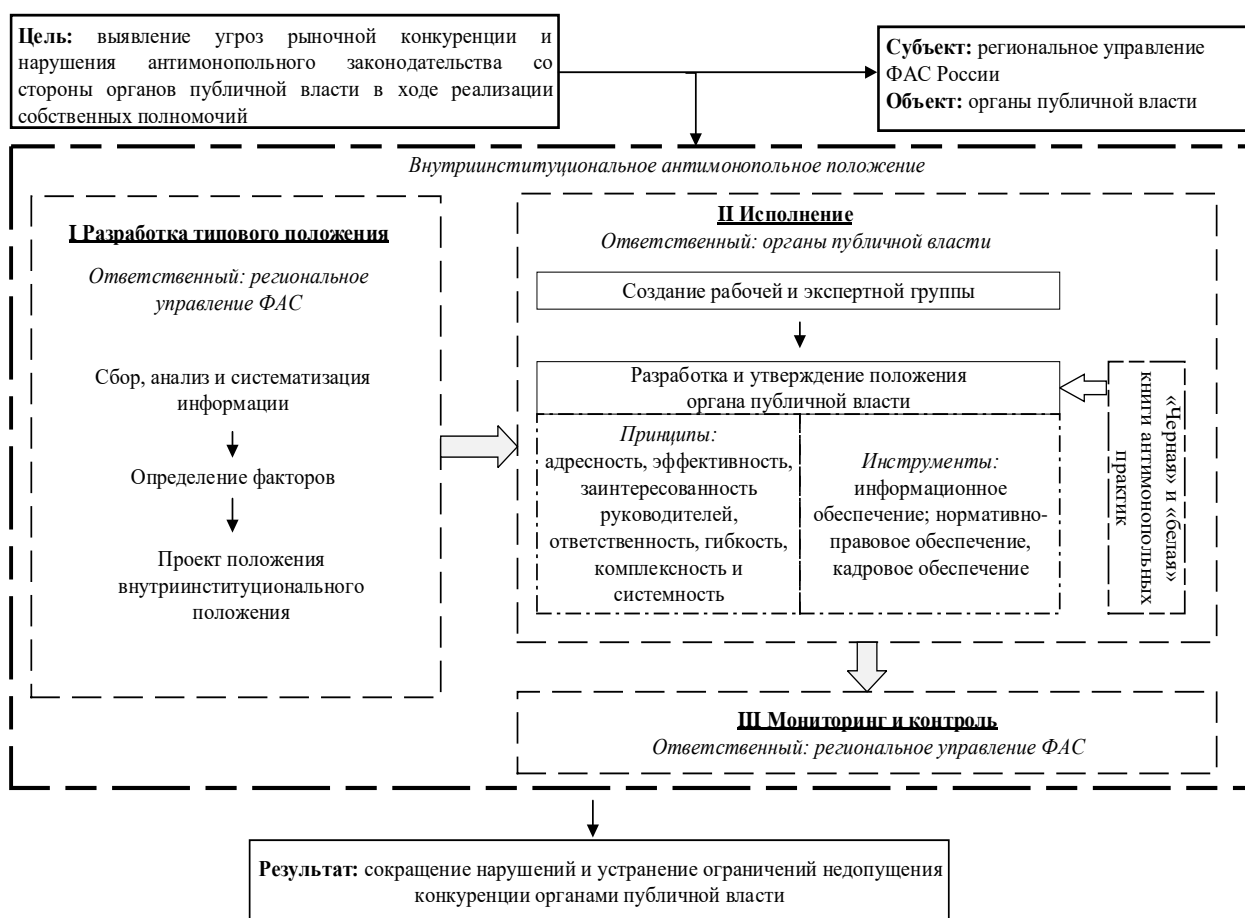 Цель: выявление угроз рыночной конкуренции и
нарушения антимонопольного законодательства со
стороны органов публичной власти в ходе реализации
собственных полномочий
Субъект: региональное управление
ФАС России
Объект: органы публичной власти
Внутриинституциональное антимонопольное положение
I Разработка типового положения
Ответственный: региональное
управление ФАС
Сбор, анализ и систематизация
информации
Определение факторов
Проект положения
внутриинституционального
положения
II Исполнение
Ответственный: органы публичной власти
Создание рабочей и экспертной группы
Разработка и утверждение положения
органа публичной власти
Принципы:
адресность, эффективность,
заинтересованность
руководителей,
ответственность, гибкость,
комплексность и
системность
Инструменты:
информационное
обеспечение; нормативно-
правовое обеспечение,
кадровое обеспечение
«Черная» и «белая»
книги антимонопольных
практик
III Мониторинг и контроль
Ответственный: региональное управление ФАС
Результат: сокращение нарушений и устранение ограничений недопущения
конкуренции органами публичной власти